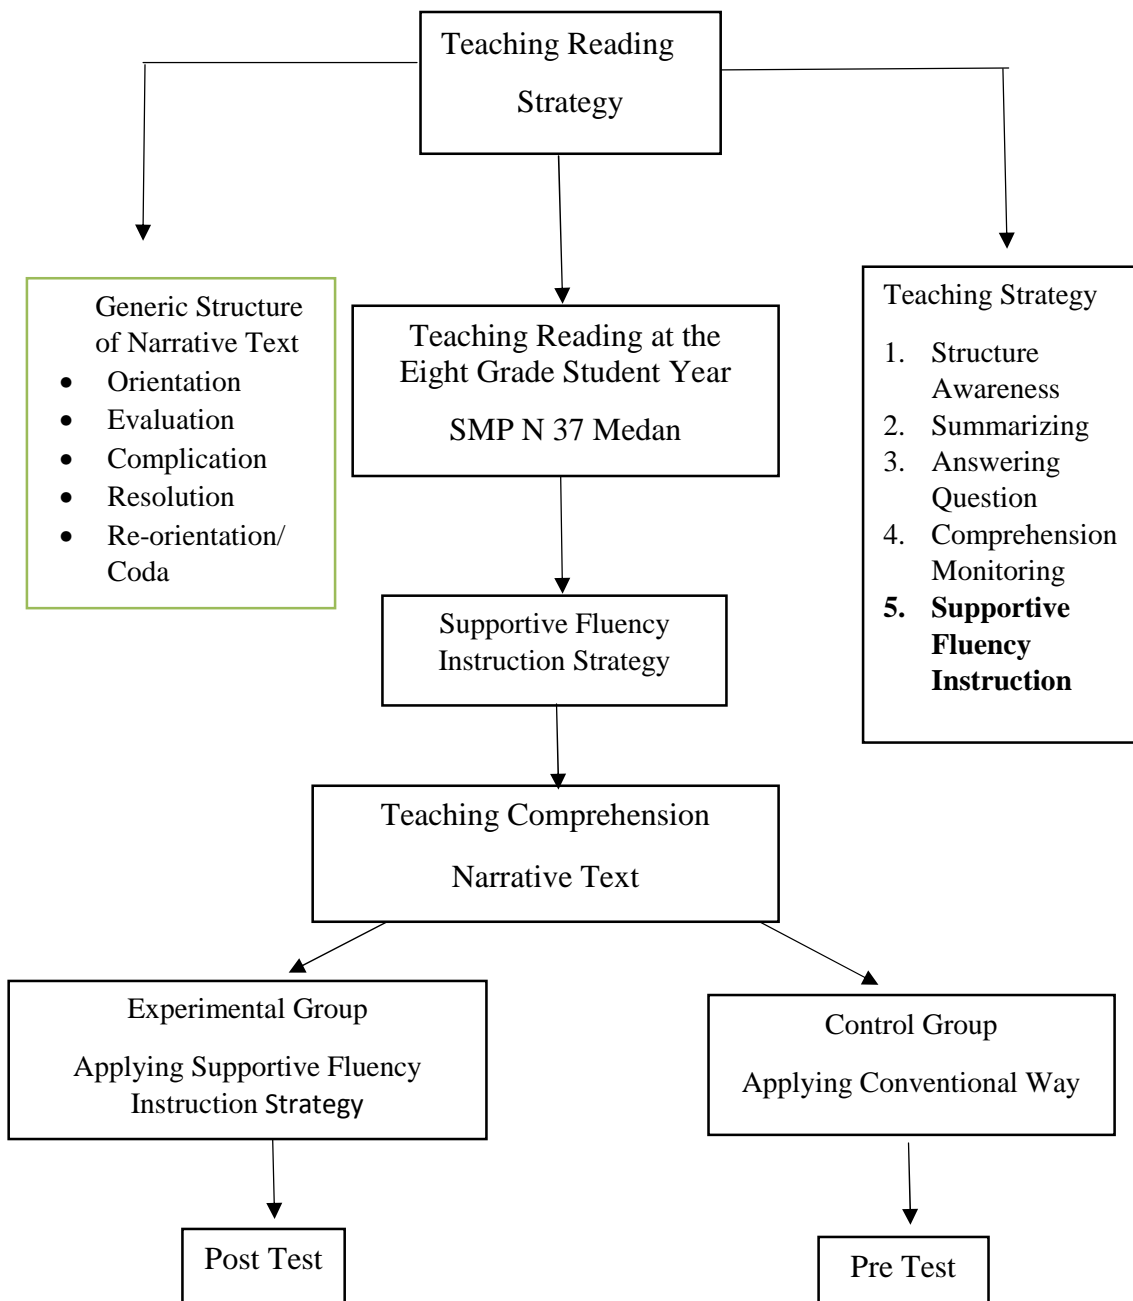 Teaching Reading
Strategy
Generic Structure
of Narrative Text
• Orientation
• Evaluation
• Complication
• Resolution
• Re-orientation/
Coda
Teaching Reading at the
Eight Grade Student Year
SMP N 37 Medan
Teaching Strategy
1. Structure
Awareness
2. Summarizing
3. Answering
Question
4. Comprehension
Monitoring
5. Supportive
Fluency
Instruction
Supportive Fluency
Instruction Strategy
Teaching Comprehension
Narrative Text
Experimental Group
Applying Supportive Fluency
Instruction Strategy
Control Group
Applying Conventional Way
Post Test
Pre Test